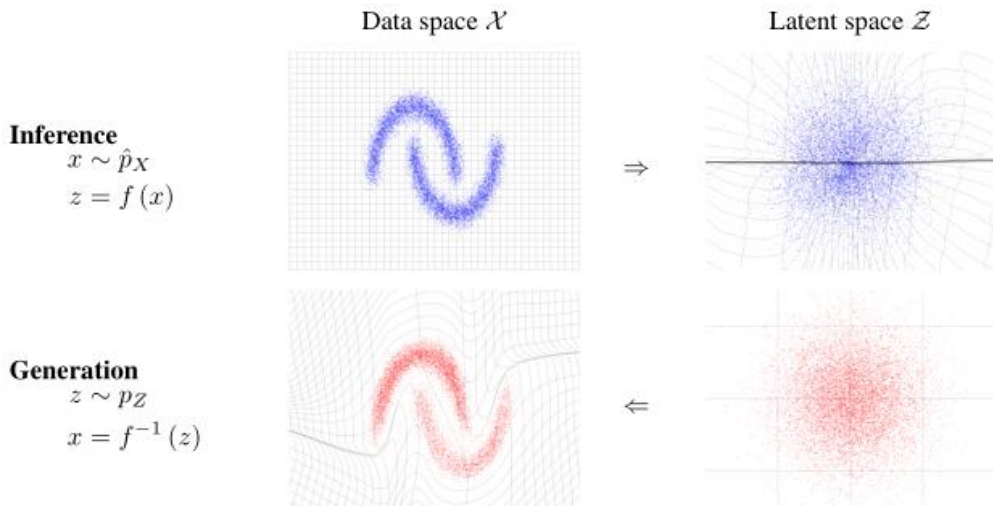 Data space 𝒳
Latent space 𝒵
Inference
x ∼ p̂_X
z = f (x)
⇒
Generation
z ∼ p_Z
x = f⁻¹ (z)
⇐